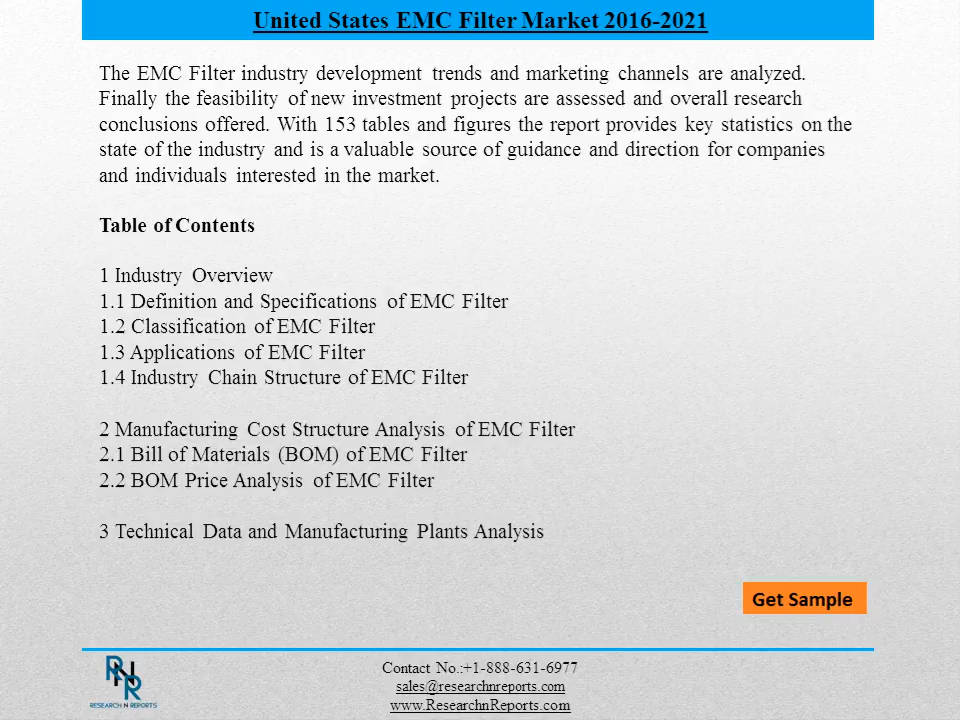 United States EMC Filter Market 2016-2021
The EMC Filter industry development trends and marketing channels are analyzed.
Finally the feasibility of new investment projects are assessed and overall research
conclusions offered. With 153 tables and figures the report provides key statistics on the
state of the industry and is a valuable source of guidance and direction for companies
and individuals interested in the market.
Table of Contents
1 Industry Overview
1.1 Definition and Specifications of EMC Filter
1.2 Classification of EMC Filter
1.3 Applications of EMC Filter
1.4 Industry Chain Structure of EMC Filter
2 Manufacturing Cost Structure Analysis of EMC Filter
2.1 Bill of Materials (BOM) of EMC Filter
2.2 BOM Price Analysis of EMC Filter
3 Technical Data and Manufacturing Plants Analysis
Get Sample
RNR
RESEARCH N REPORTS
Contact No.:+1-888-631-6977
sales@researchnreports.com
www.ResearchnReports.com